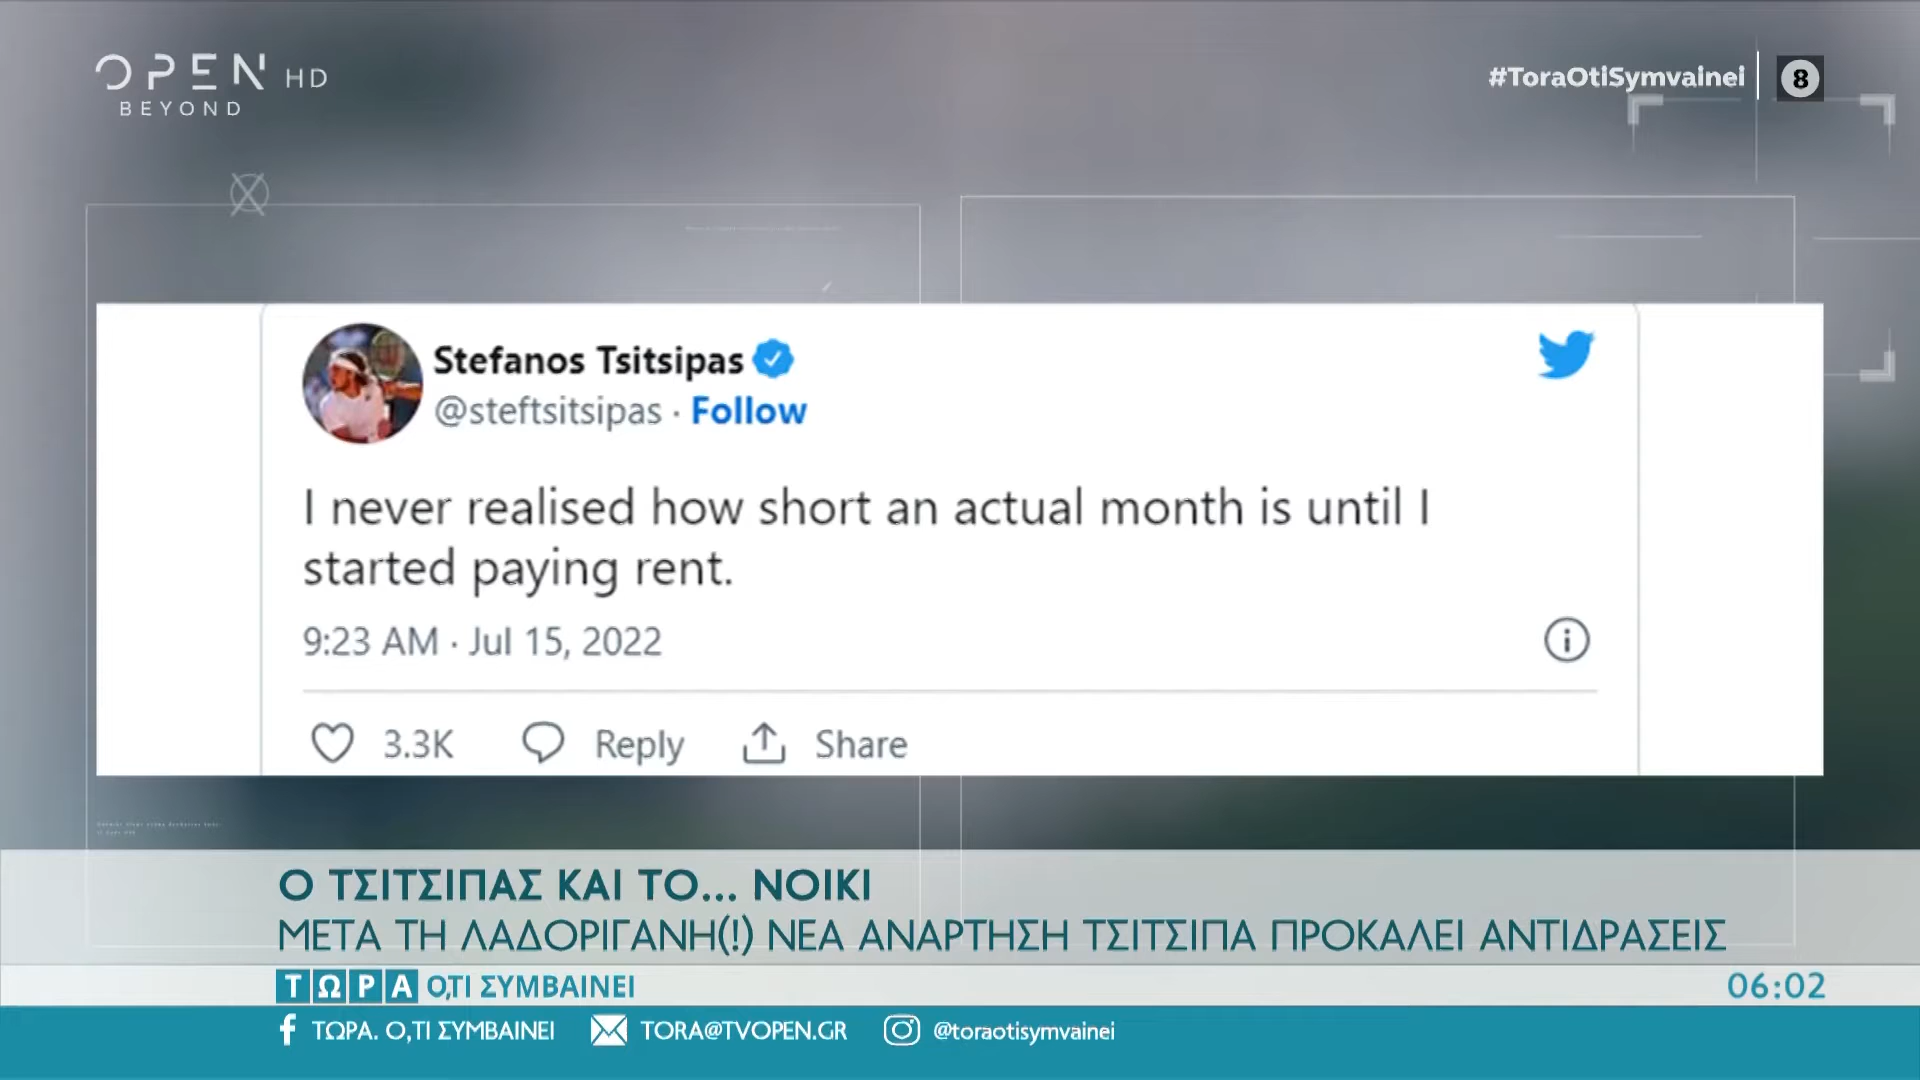 OPEN HD
BEYOND
#ToraOtiSymvainei
8
Stefanos Tsitsipas
@steftsitsipas · Follow
I never realised how short an actual month is until I
started paying rent.
9:23 AM · Jul 15, 2022
3.3K Reply Share
Ο ΤΣΙΤΣΙΠΑΣ ΚΑΙ ΤΟ... ΝΟΙΚΙ
ΜΕΤΑ ΤΗ ΛΑΔΟΡΙΓΑΝΗ(!) ΝΕΑ ΑΝΑΡΤΗΣΗ ΤΣΙΤΣΙΠΑ ΠΡΟΚΑΛΕΙ ΑΝΤΙΔΡΑΣΕΙΣ
ΤΩΡΑ Ο,ΤΙ ΣΥΜΒΑΙΝΕΙ
06:02
ΤΩΡΑ. Ο,ΤΙ ΣΥΜΒΑΙΝΕΙ TORA@TVOPEN.GR @toraotisymvainei